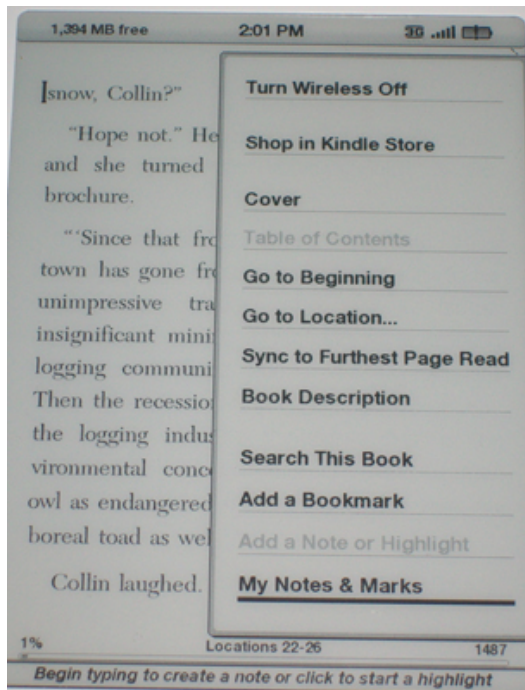 1,394 MB free 2:01 PM 3G
snow, Collin?"
"Hope not." He
and she turned
brochure.
"'Since that fro
town has gone fro
unimpressive tra
insignificant mini
logging communi
Then the recessio
the logging indus
vironmental conce
owl as endangered
boreal toad as wel
Collin laughed.
Turn Wireless Off
Shop in Kindle Store
Cover
Table of Contents
Go to Beginning
Go to Location...
Sync to Furthest Page Read
Book Description
Search This Book
Add a Bookmark
Add a Note or Highlight
My Notes & Marks
1% Locations 22-26 1487
Begin typing to create a note or click to start a highlight